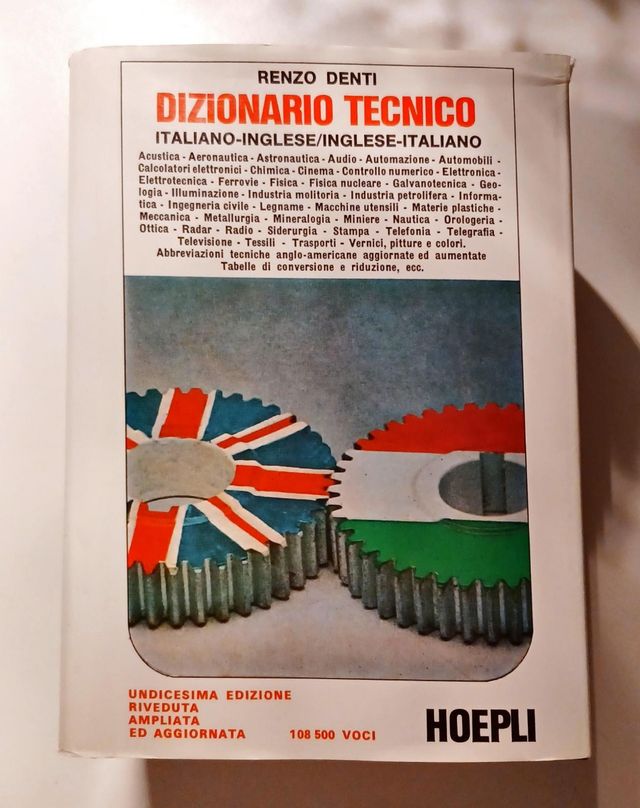 RENZO DENTI
DIZIONARIO TECNICO
ITALIANO-INGLESE/INGLESE-ITALIANO
Acustica - Aeronautica - Astronautica - Audio - Automazione - Automobili -
Calcolatori elettronici - Chimica - Cinema - Controllo numerico - Elettronica -
Elettrotecnica - Ferrovie - Fisica - Fisica nucleare - Galvanotecnica - Geo-
logia - Illuminazione - Industria molitoria - Industria petrolifera - Informa-
tica - Ingegneria civile - Legname - Macchine utensili - Materie plastiche -
Meccanica - Metallurgia - Mineralogia - Miniere - Nautica - Orologeria -
Ottica - Radar - Radio - Siderurgia - Stampa - Telefonia - Telegrafia -
Televisione - Tessili - Trasporti - Vernici, pitture e colori.
Abbreviazioni tecniche anglo-americane aggiornate ed aumentate
Tabelle di conversione e riduzione, ecc.
UNDICESIMA EDIZIONE
RIVEDUTA
AMPLIATA
ED AGGIORNATA 108 500 VOCI
HOEPLI